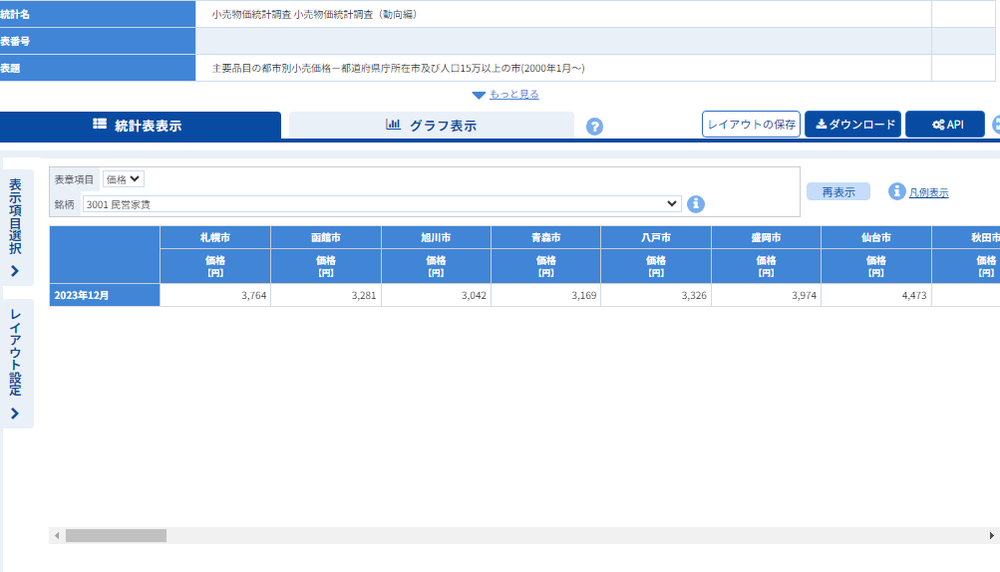 統計名 小売物価統計調査 小売物価統計調査（動向編）
表番号
表題 主要品目の都市別小売価格－都道府県庁所在市及び人口15万以上の市(2000年1月～)
もっと見る
統計表表示 グラフ表示 ? レイアウトの保存 ダウンロード API
表示項目選択
レイアウト設定
表章項目 価格
銘柄 3001 民営家賃
再表示 凡例表示
札幌市 函館市 旭川市 青森市 八戸市 盛岡市 仙台市 秋田市
価格 価格 価格 価格 価格 価格 価格 価格
【円】 【円】 【円】 【円】 【円】 【円】 【円】 【円】
2023年12月 3,764 3,281 3,042 3,169 3,326 3,974 4,473